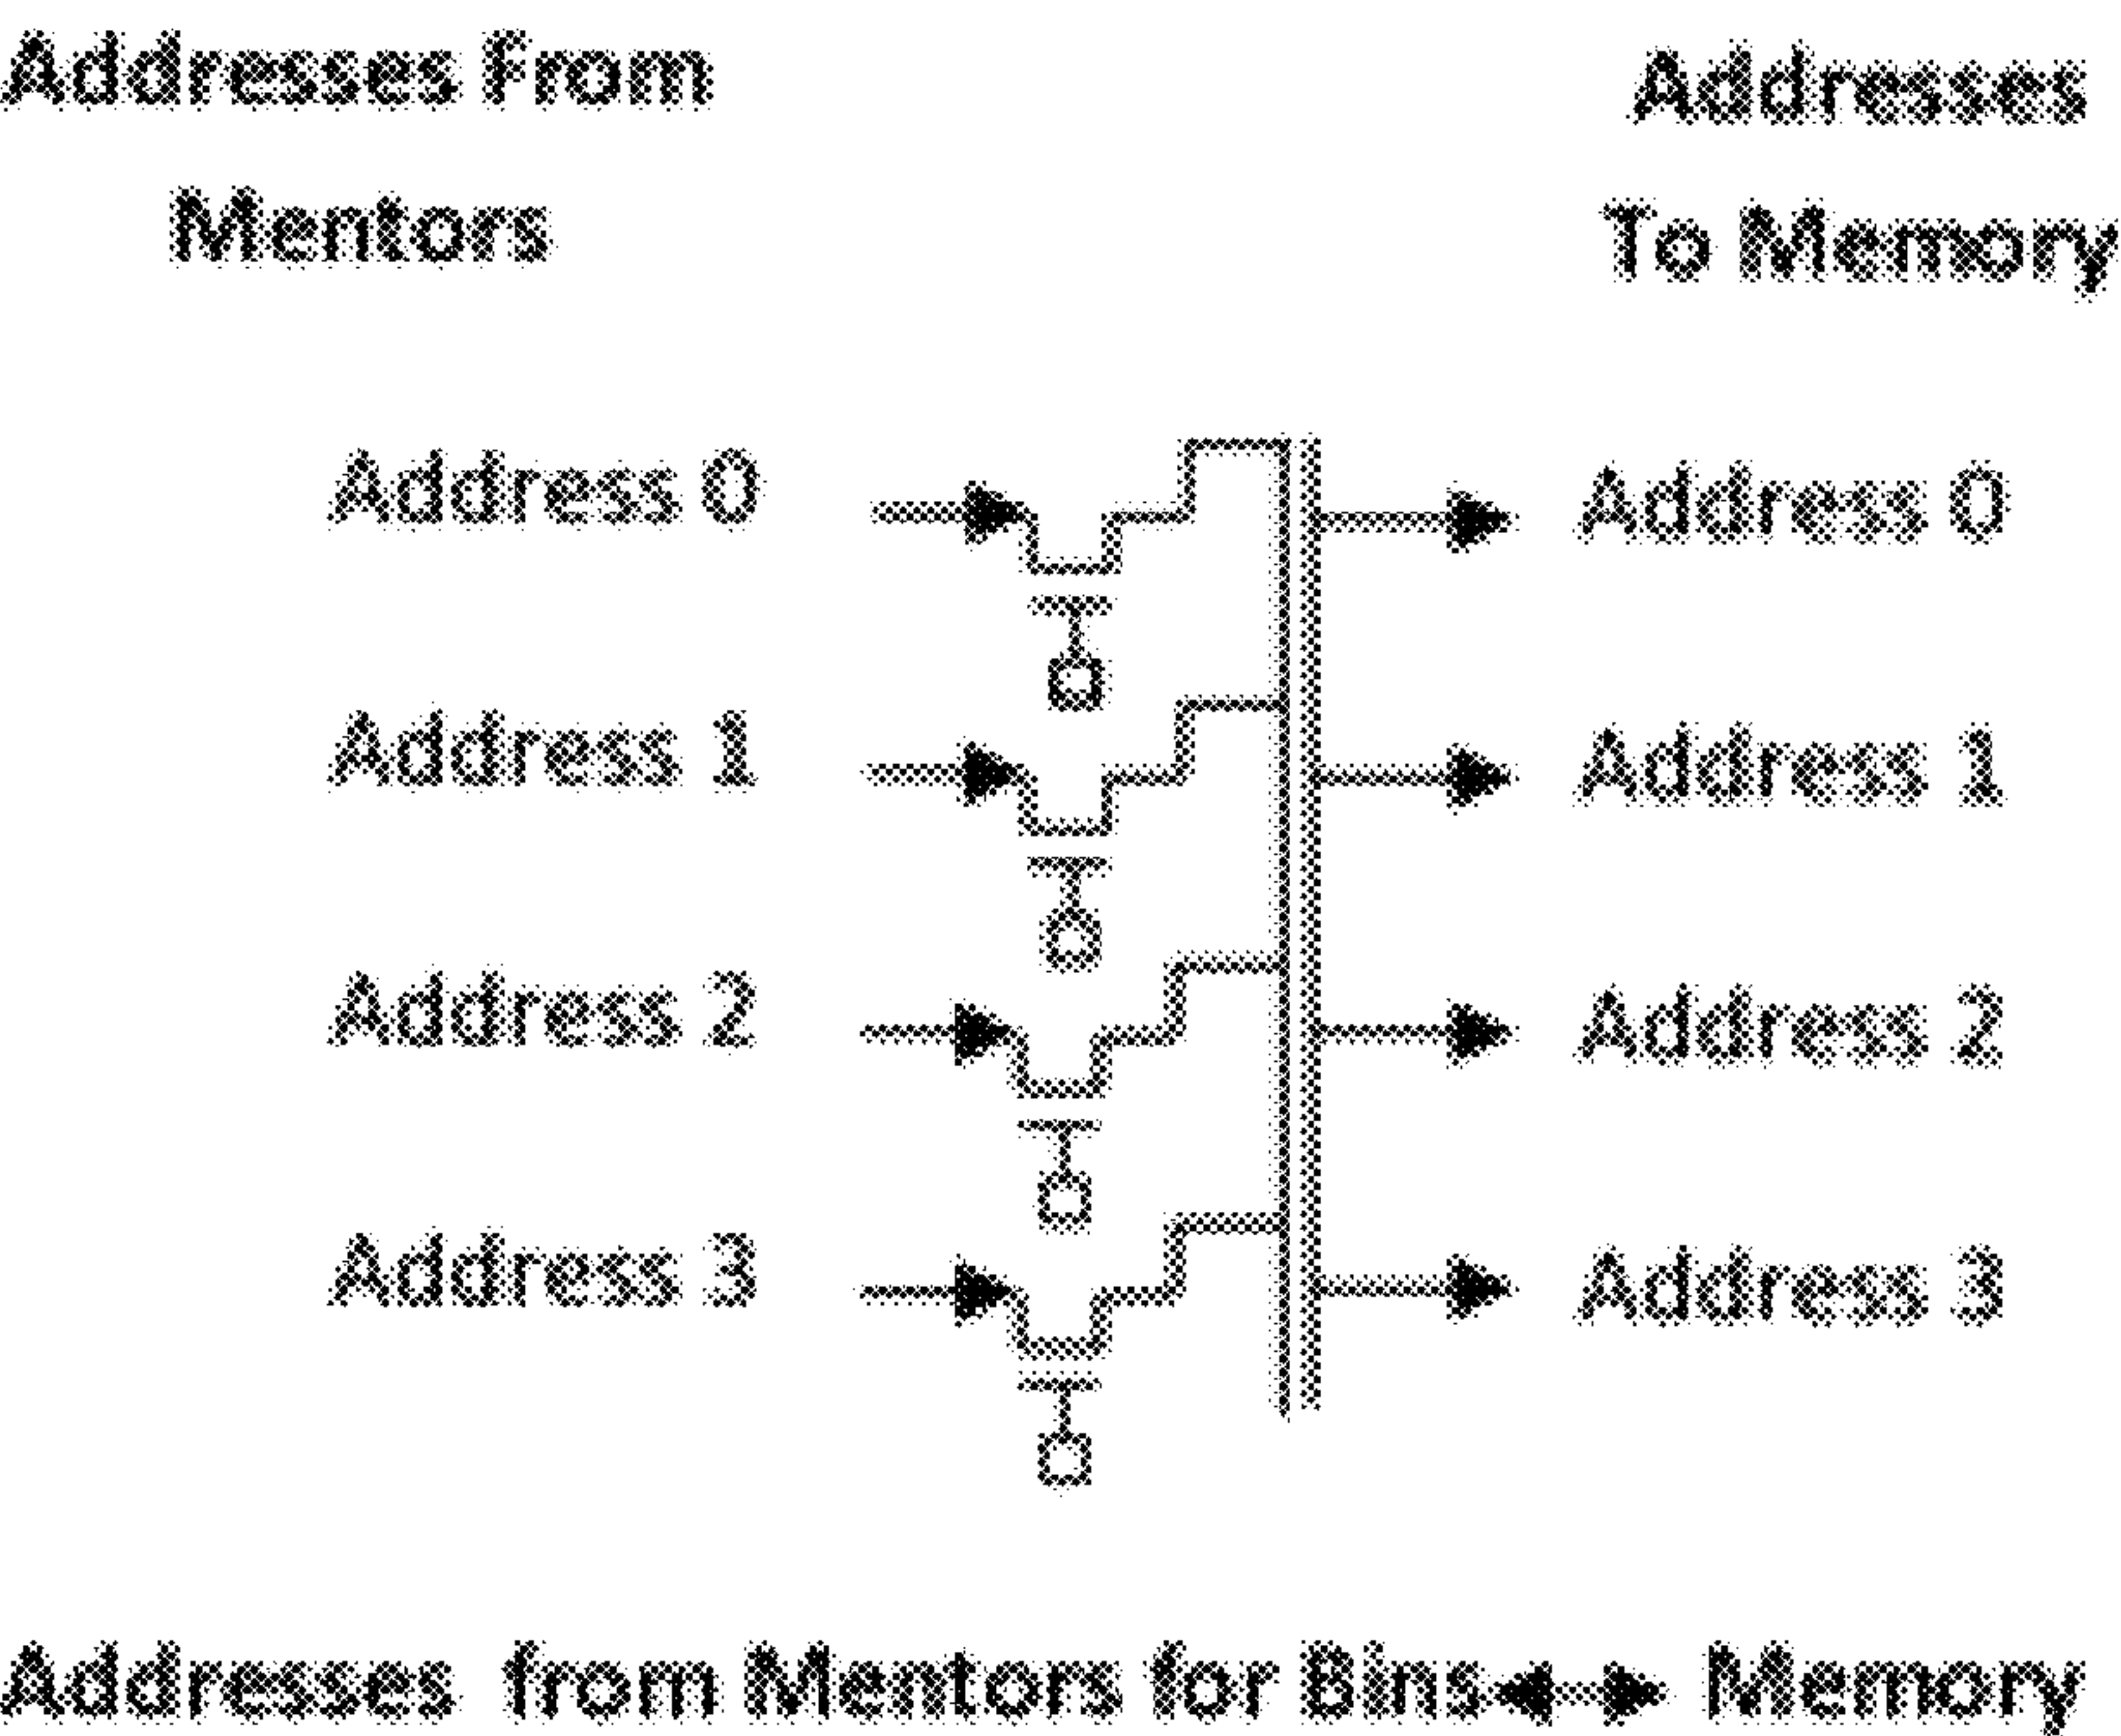 Addresses From
Mentors
Addresses
To Memory
Address 0
Address 0
Address 1
Address 1
Address 2
Address 2
Address 3
Address 3
Addresses from Mentors for Bins Memory